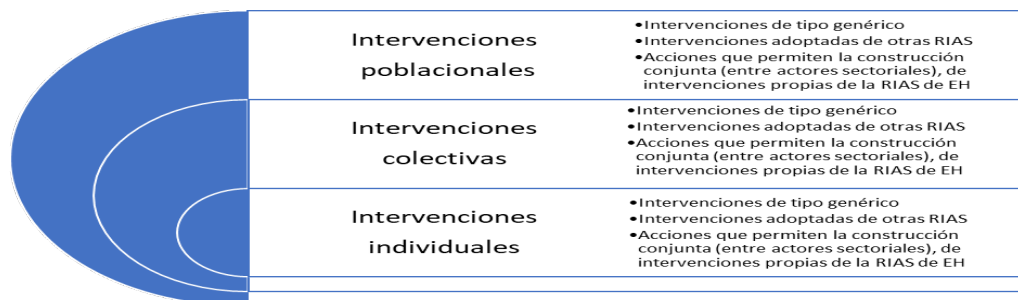 Intervenciones
poblacionales
•Intervenciones de tipo genérico
•Intervenciones adoptadas de otras RIAS
•Acciones que permiten la construcción
conjunta (entre actores sectoriales), de
intervenciones propias de la RIAS de EH
Intervenciones
colectivas
•Intervenciones de tipo genérico
•Intervenciones adoptadas de otras RIAS
•Acciones que permiten la construcción
conjunta (entre actores sectoriales), de
intervenciones propias de la RIAS de EH
Intervenciones
individuales
•Intervenciones de tipo genérico
•Intervenciones adoptadas de otras RIAS
•Acciones que permiten la construcción
conjunta (entre actores sectoriales), de
intervenciones propias de la RIAS de EH